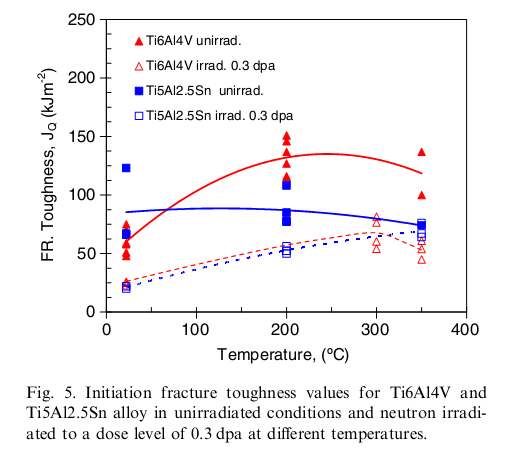 250
200
150
100
50
0
FR. Toughness, JQ (kJm-2)
Ti6Al4V unirrad.
Ti6Al4V irrad. 0.3 dpa
Ti5Al2.5Sn unirrad.
Ti5Al2.5Sn irrad. 0.3 dpa
0 100 200 300 400
Temperature, (ºC)
Fig. 5. Initiation fracture toughness values for Ti6Al4V and
Ti5Al2.5Sn alloy in unirradiated conditions and neutron irradi-
ated to a dose level of 0.3 dpa at different temperatures.